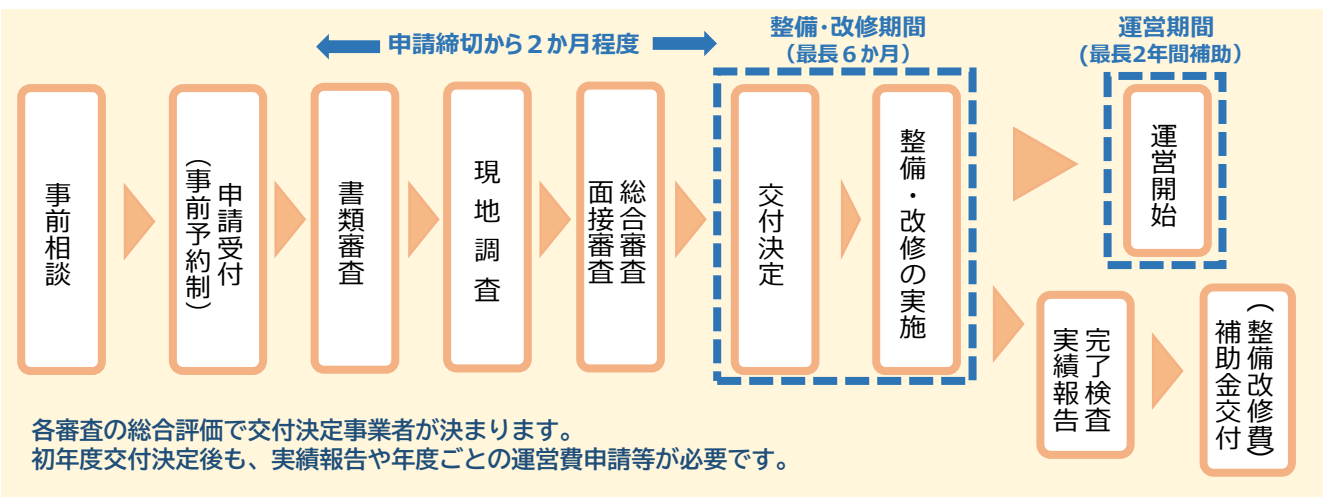 申請締切から２か月程度
整備・改修期間
（最長６か月）
運営期間
(最長2年間補助）
事前相談
申請受付
（事前予約制）
書類審査
現地調査
総合審査
面接審査
交付決定
整備・改修の実施
運営開始
完了検査
実績報告
（整備改修費）
補助金交付
各審査の総合評価で交付決定事業者が決まります。
初年度交付決定後も、実績報告や年度ごとの運営費申請等が必要です。